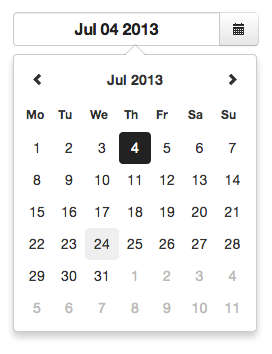 Jul 04 2013
Jul 2013
Mo Tu We Th Fr Sa Su
1 2 3 4 5 6 7
8 9 10 11 12 13 14
15 16 17 18 19 20 21
22 23 24 25 26 27 28
29 30 31 1 2 3 4
5 6 7 8 9 10 11